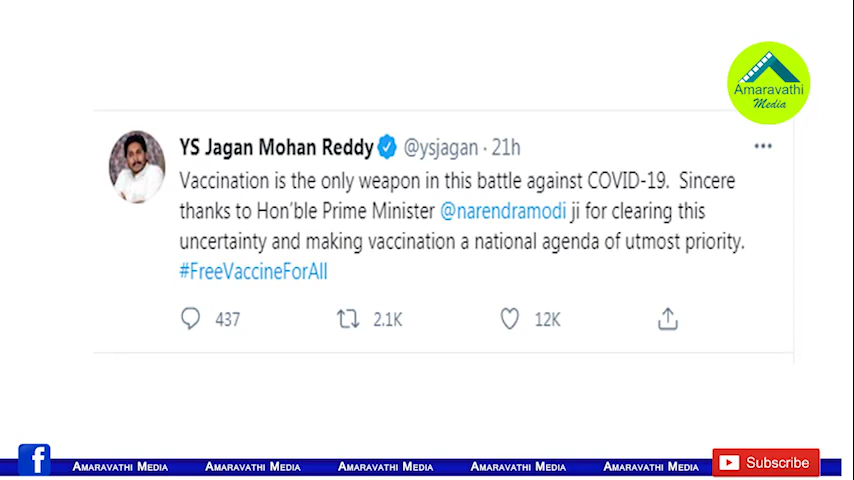 Amaravathi
Media
YS Jagan Mohan Reddy @ysjagan · 21h
Vaccination is the only weapon in this battle against COVID-19. Sincere
thanks to Hon'ble Prime Minister @narendramodi ji for clearing this
uncertainty and making vaccination a national agenda of utmost priority.
#FreeVaccineForAll
437 2.1K 12K
f AMARAVATHI MEDIA AMARAVATHI MEDIA AMARAVATHI MEDIA AMARAVATHI MEDIA AMARAVATHI MEDIA Subscribe